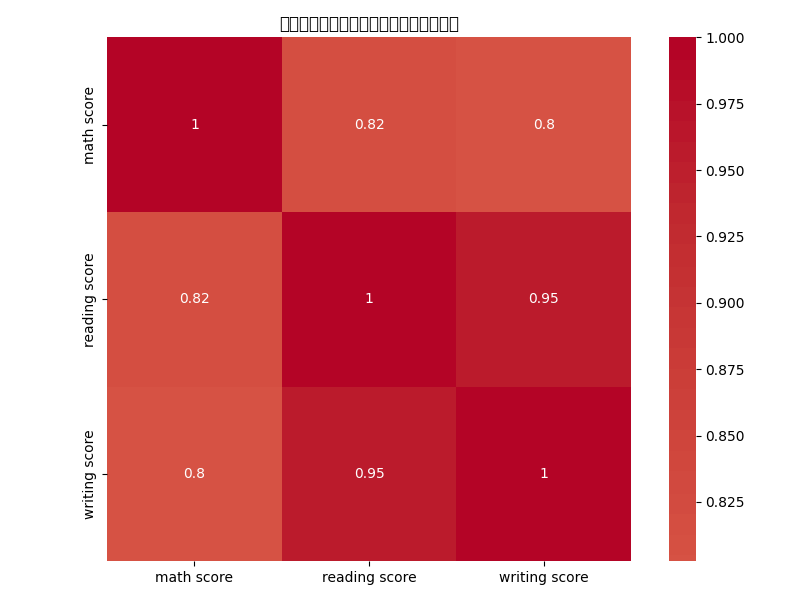 1.000
math score
1
0.82
0.8
0.975
0.950
reading score
0.82
1
0.95
0.925
0.900
0.875
writing score
0.8
0.95
1
0.850
0.825
math score
reading score
writing score